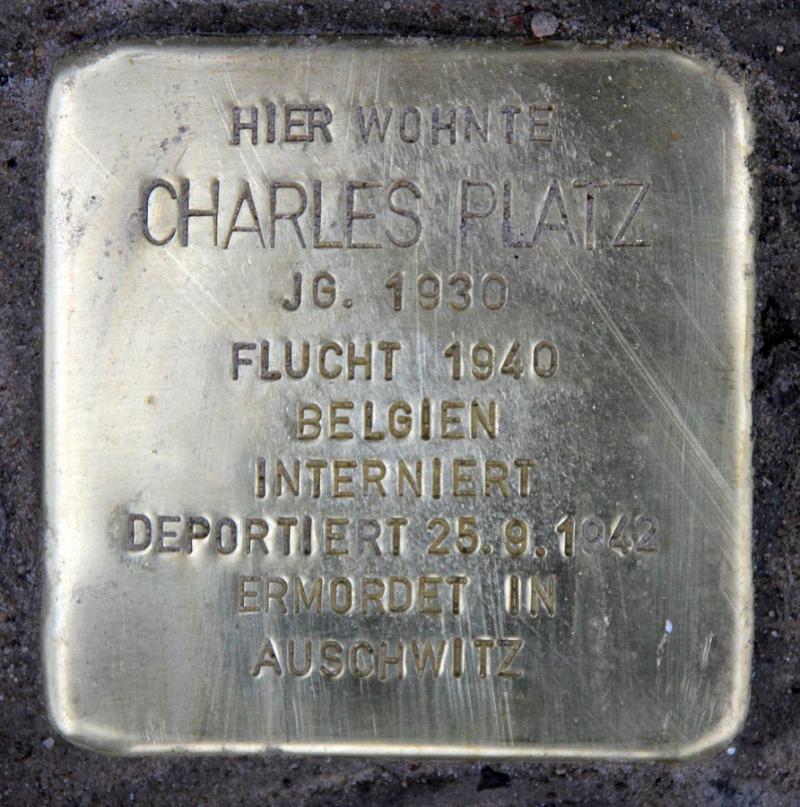 HIER WOHNTE
CHARLES PLATZ
JG. 1930
FLUCHT 1940
BELGIEN
INTERNIERT
DEPORTIERT 25.9.1942
ERMORDET IN
AUSCHWITZ